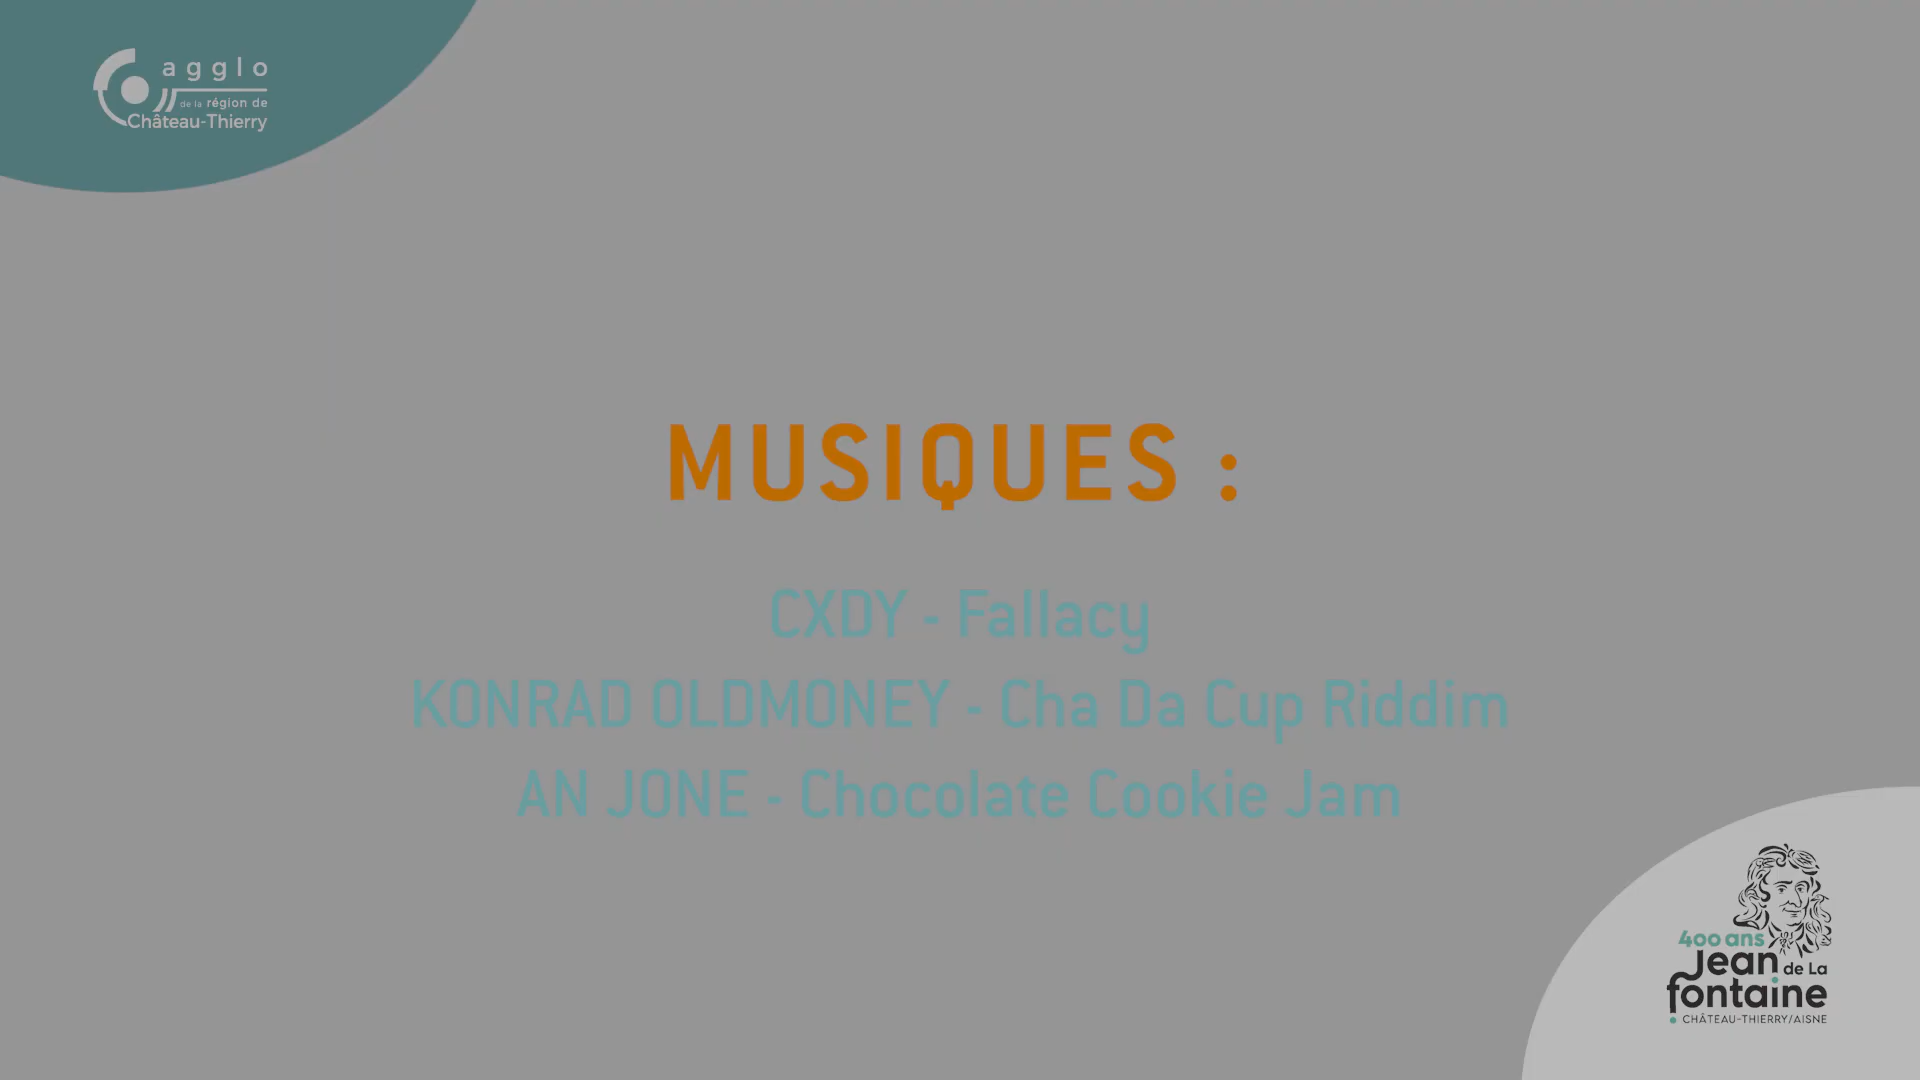 agglo
de la région de
Château-Thierry
MUSIQUES :
CXDY - Fallacy
KONRAD OLDMONEY - Cha Da Cup Riddim
AN JONE - Chocolate Cookie Jam
400 ans
Jean de La
fontaine
CHÂTEAU-THIERRY/AISNE